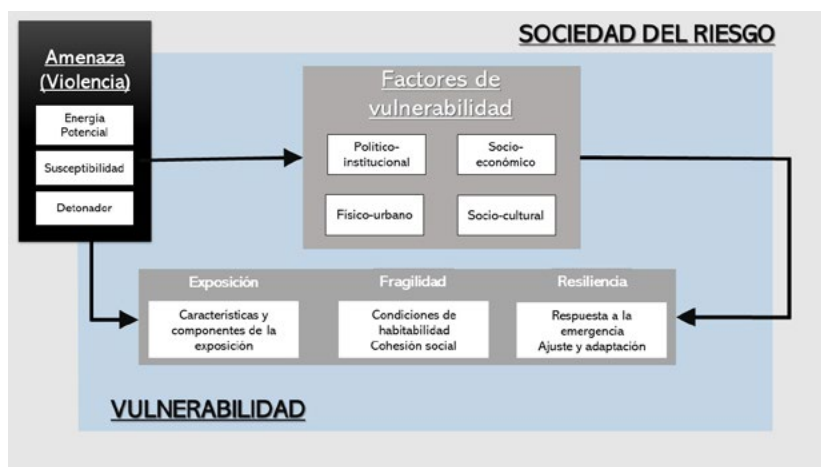 SOCIEDAD DEL RIESGO
Amenaza
(Violencia)
Energía
Potencial
Susceptibilidad
Detonador
Factores de
vulnerabilidad
Político-
institucional
Socio-
económico
Físico-urbano
Socio-cultural
Exposición
Características y
componentes de la
exposición
Fragilidad
Condiciones de
habitabilidad
Cohesión social
Resiliencia
Respuesta a la
emergencia
Ajuste y adaptación
VULNERABILIDAD